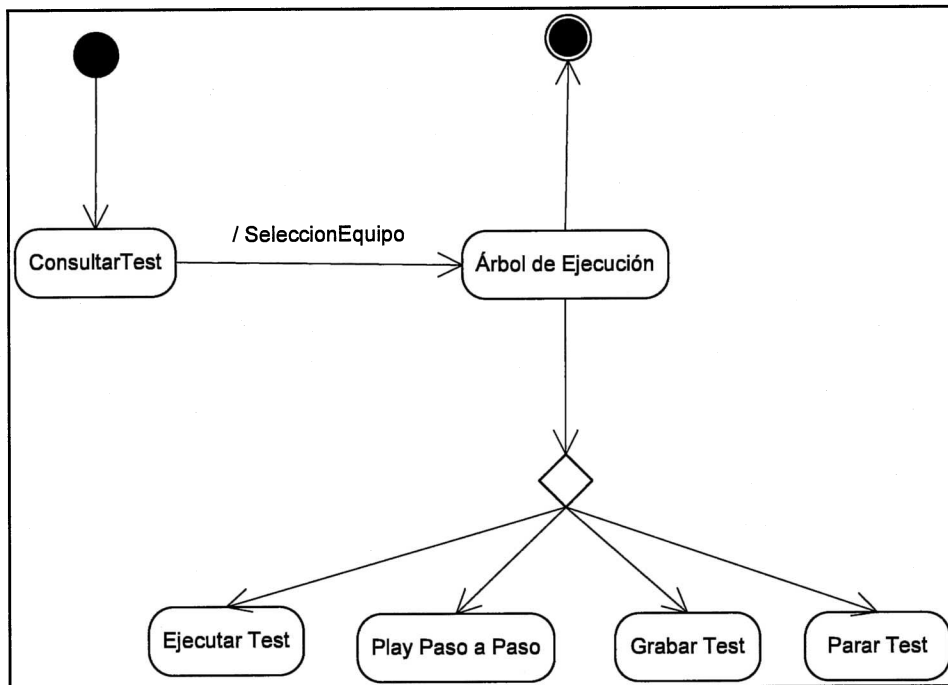 / SeleccionEquipo
ConsultarTest
Árbol de Ejecución
Ejecutar Test
Play Paso a Paso
Grabar Test
Parar Test